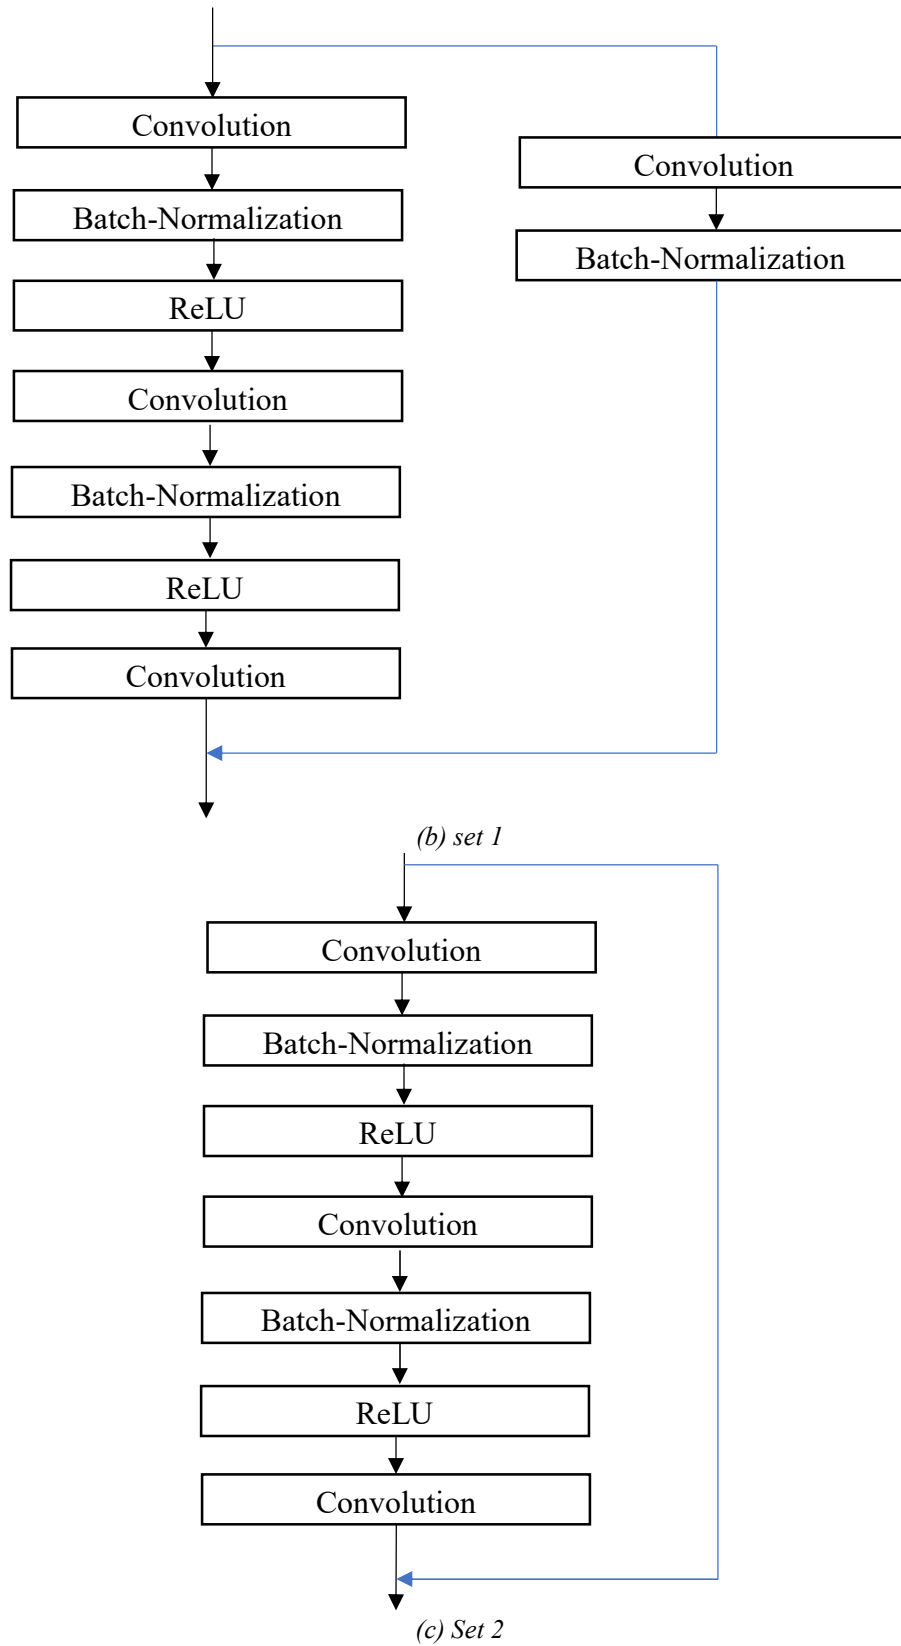 Convolution
Batch-Normalization
ReLU
Convolution
Batch-Normalization
ReLU
Convolution
Convolution
Batch-Normalization
(b) set 1
Convolution
Batch-Normalization
ReLU
Convolution
Batch-Normalization
ReLU
Convolution
(c) Set 2